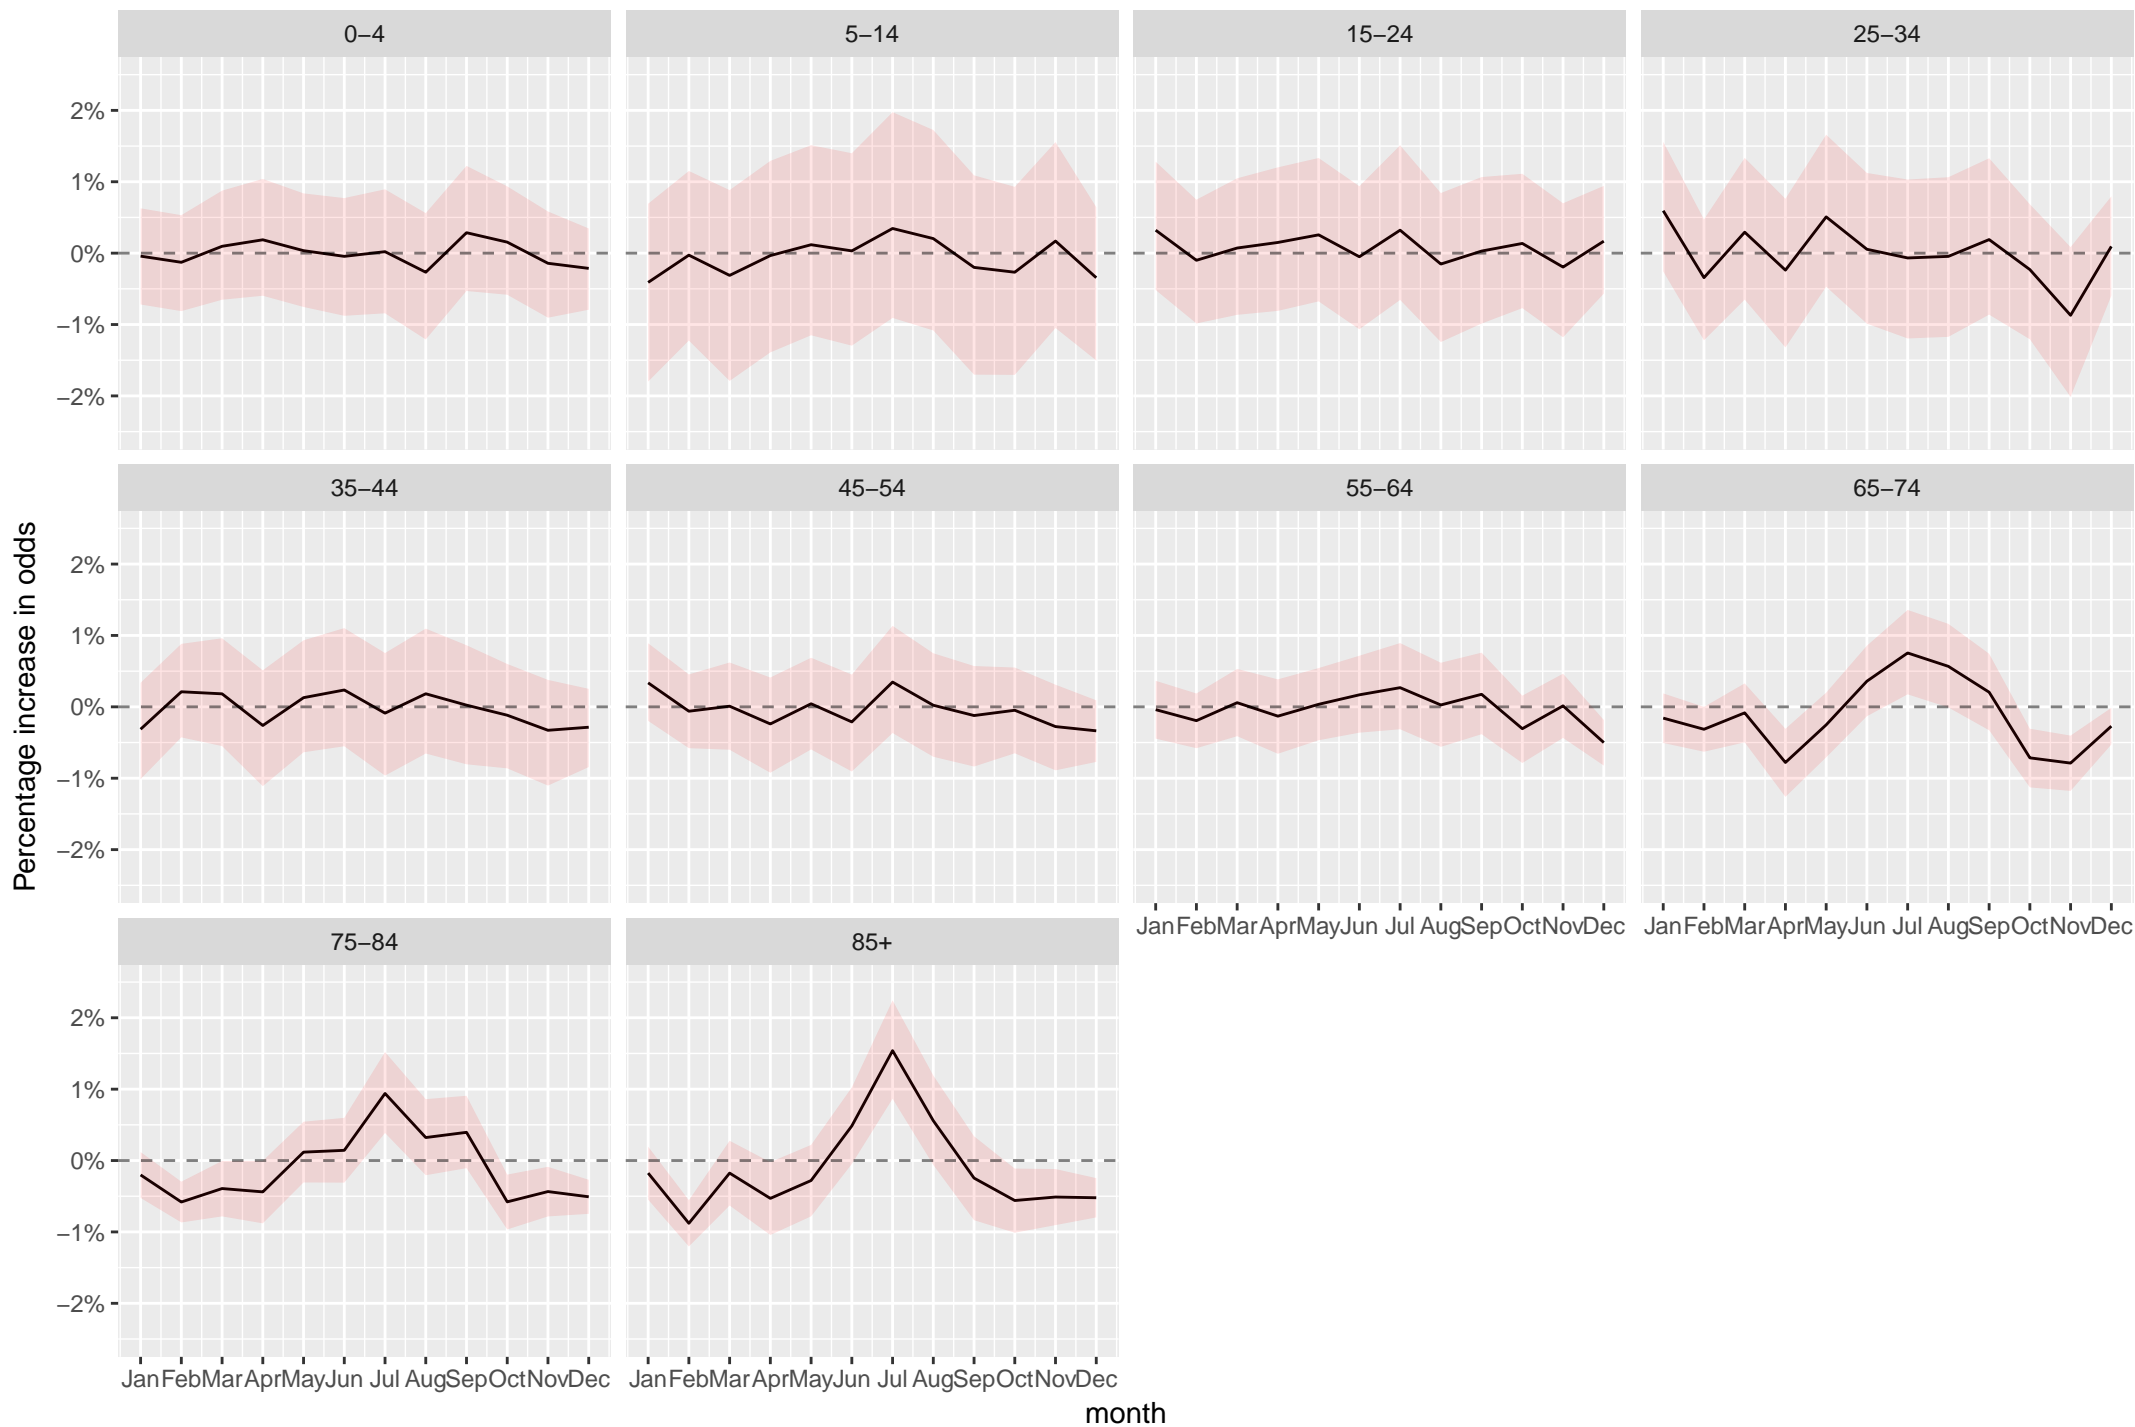 0–4 5–14 15–24 25–34
2%
1%
0%
−1%
−2%
35–44 45–54 55–64 65–74
2%
1%
0%
−1%
−2%
Percentage increase in odds
Jan Feb Mar Apr May Jun Jul Aug Sep Oct Nov Dec Jan Feb Mar Apr May Jun Jul Aug Sep Oct Nov Dec
75–84 85+
2%
1%
0%
−1%
−2%
Jan Feb Mar Apr May Jun Jul Aug Sep Oct Nov Dec Jan Feb Mar Apr May Jun Jul Aug Sep Oct Nov Dec
month